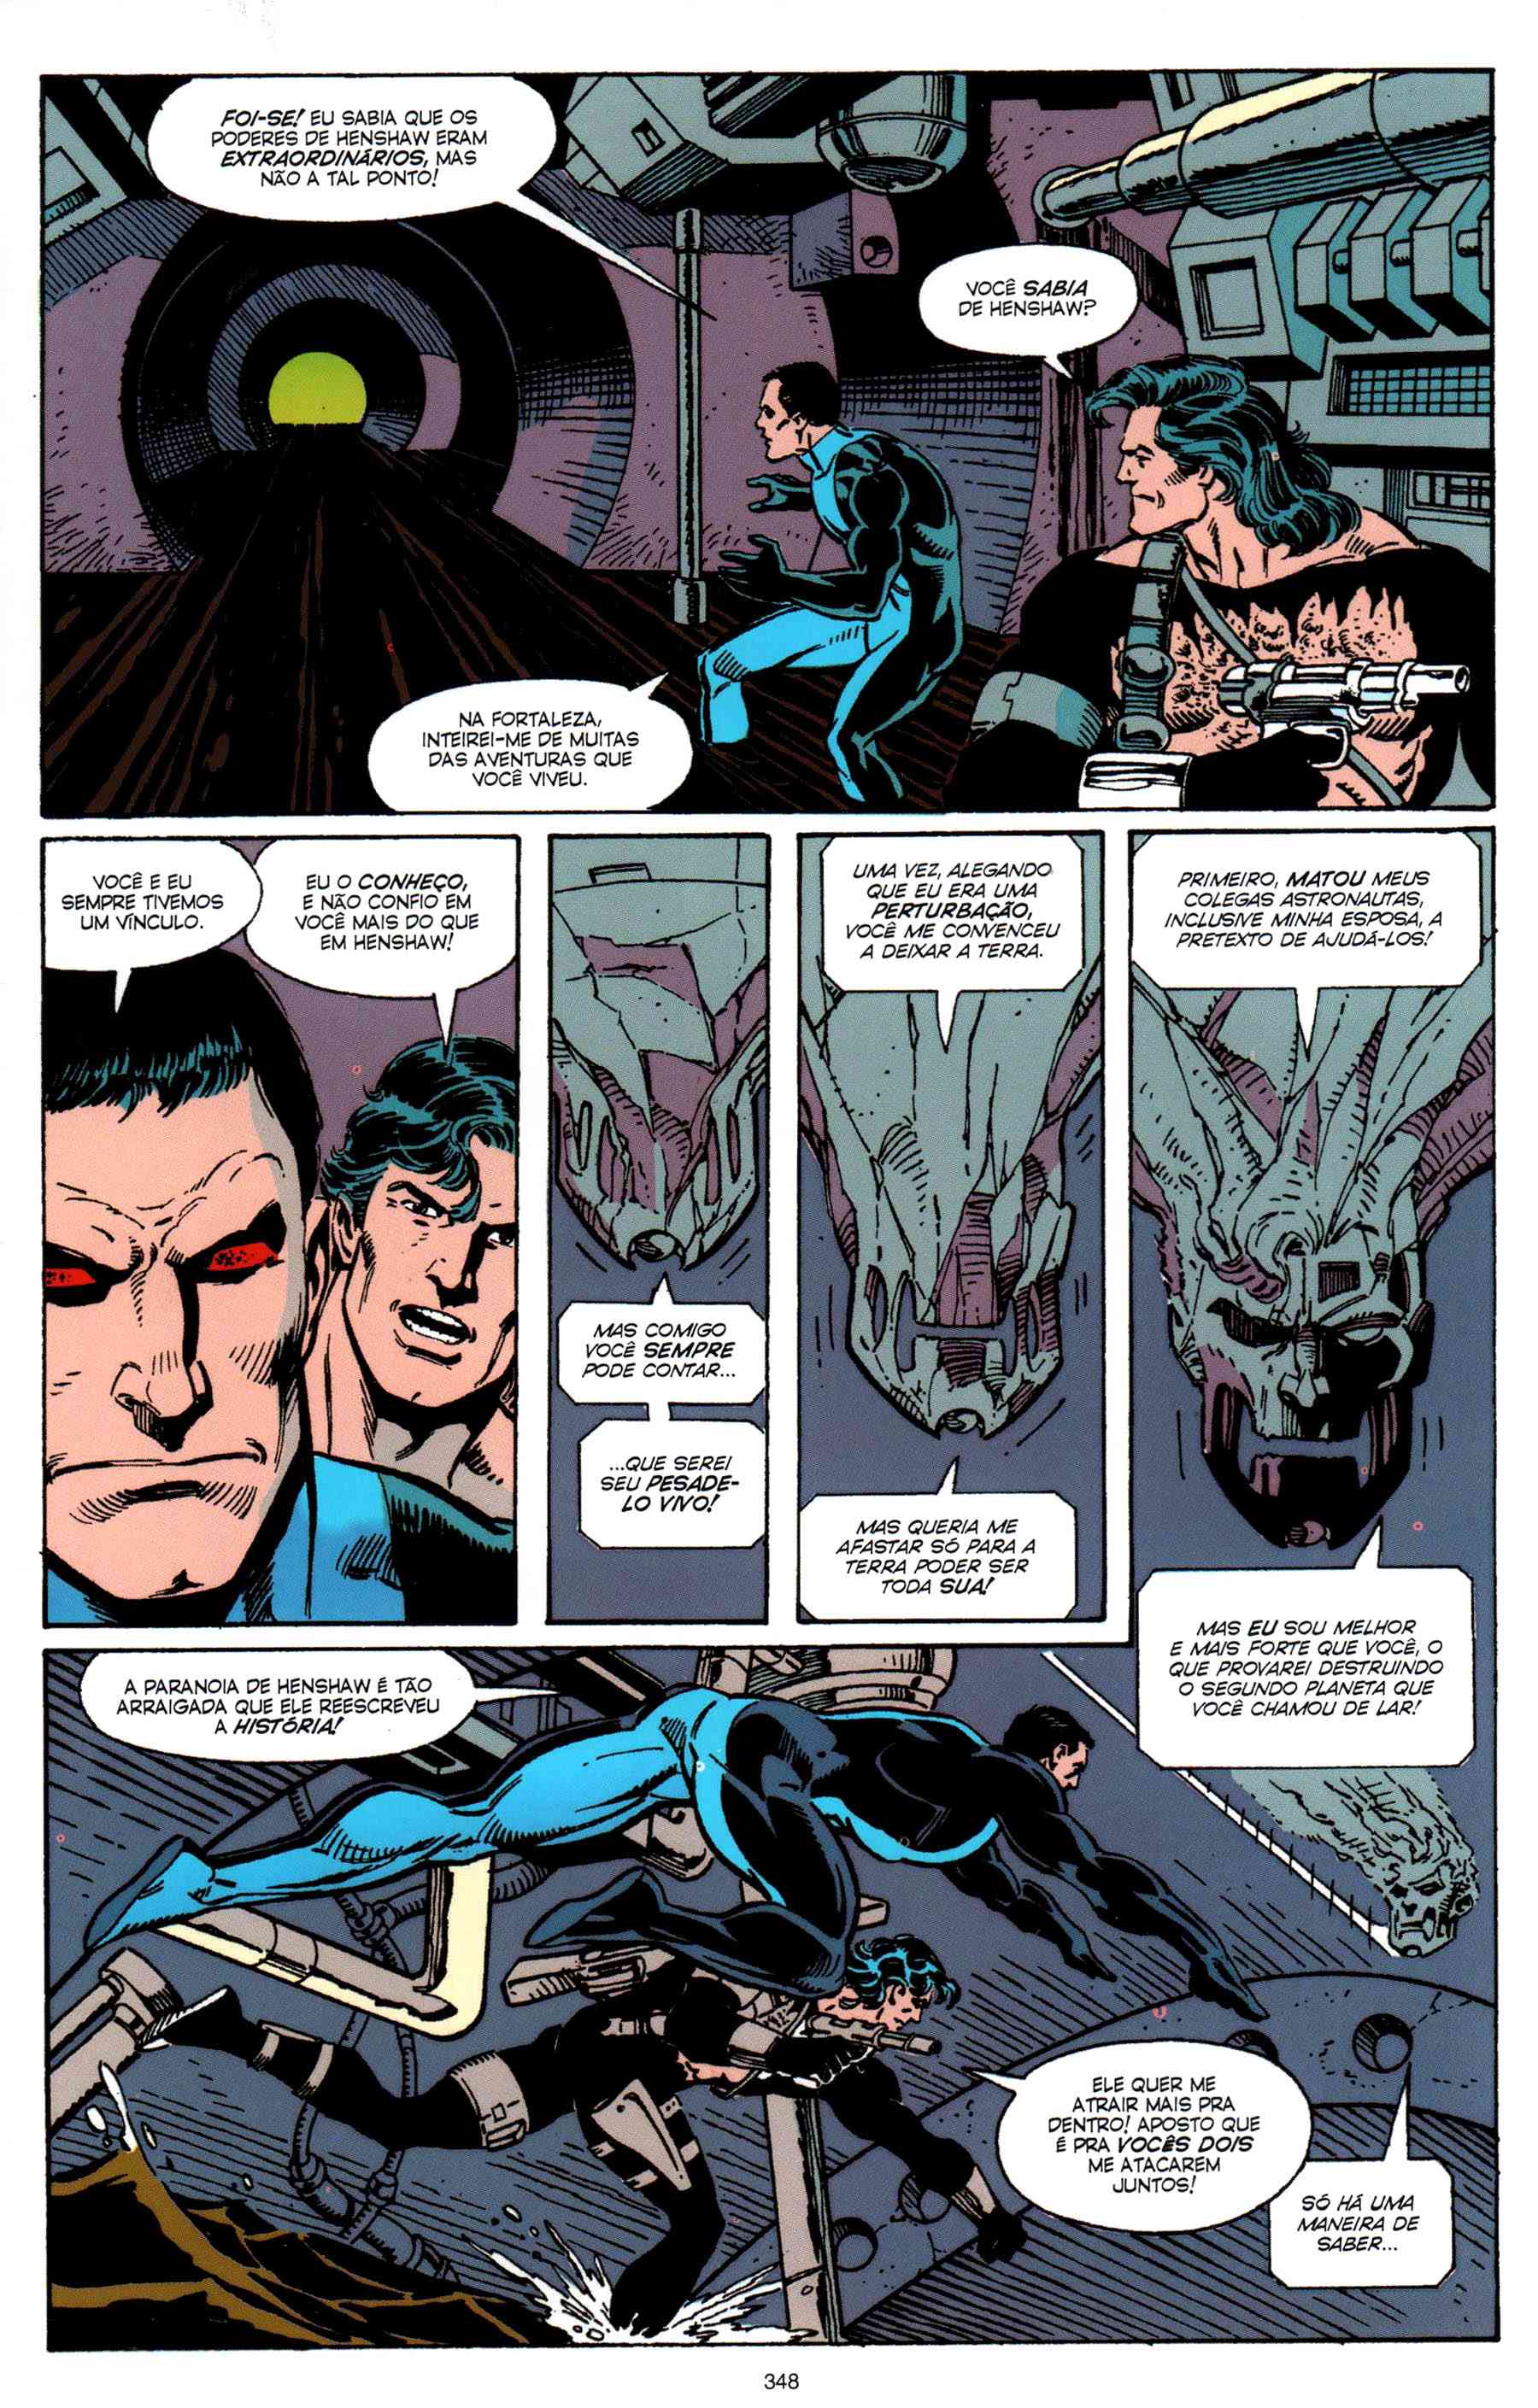 FOI-SE! EU SABIA QUE OS
PODERES DE HENSHAW ERAM
EXTRAORDINÁRIOS, MAS
NÃO A TAL PONTO!
VOCÊ SABIA
DE HENSHAW?
NA FORTALEZA,
INTEIREI-ME DE MUITAS
DAS AVENTURAS QUE
VOCÊ VIVEU.
VOCÊ E EU
SEMPRE TIVEMOS
UM VÍNCULO.
EU O CONHEÇO,
E NÃO CONFIO EM
VOCÊ MAIS DO QUE
EM HENSHAW!
MAS COMIGO
VOCÊ SEMPRE
PODE CONTAR...
...QUE SEREI
SEU PESADE-
LO VIVO!
UMA VEZ, ALEGANDO
QUE EU ERA UMA
PERTURBAÇÃO,
VOCÊ ME CONVENCEU
A DEIXAR A TERRA.
MAS QUERIA ME
AFASTAR SÓ PARA A
TERRA PODER SER
TODA SUA!
PRIMEIRO, MATOU MEUS
COLEGAS ASTRONAUTAS,
INCLUSIVE MINHA ESPOSA, A
PRETEXTO DE AJUDÁ-LOS!
MAS EU SOU MELHOR
E MAIS FORTE QUE VOCÊ, O
QUE PROVAREI DESTRUINDO
O SEGUNDO PLANETA QUE
VOCÊ CHAMOU DE LAR!
A PARANOIA DE HENSHAW É TÃO
ARRAIGADA QUE ELE REESCREVEU
A HISTÓRIA!
ELE QUER ME
ATRAIR MAIS PRA
DENTRO! APOSTO QUE
É PRA VOCÊS DOIS
ME ATACAREM
JUNTOS!
SÓ HÁ UMA
MANEIRA DE
SABER...
348